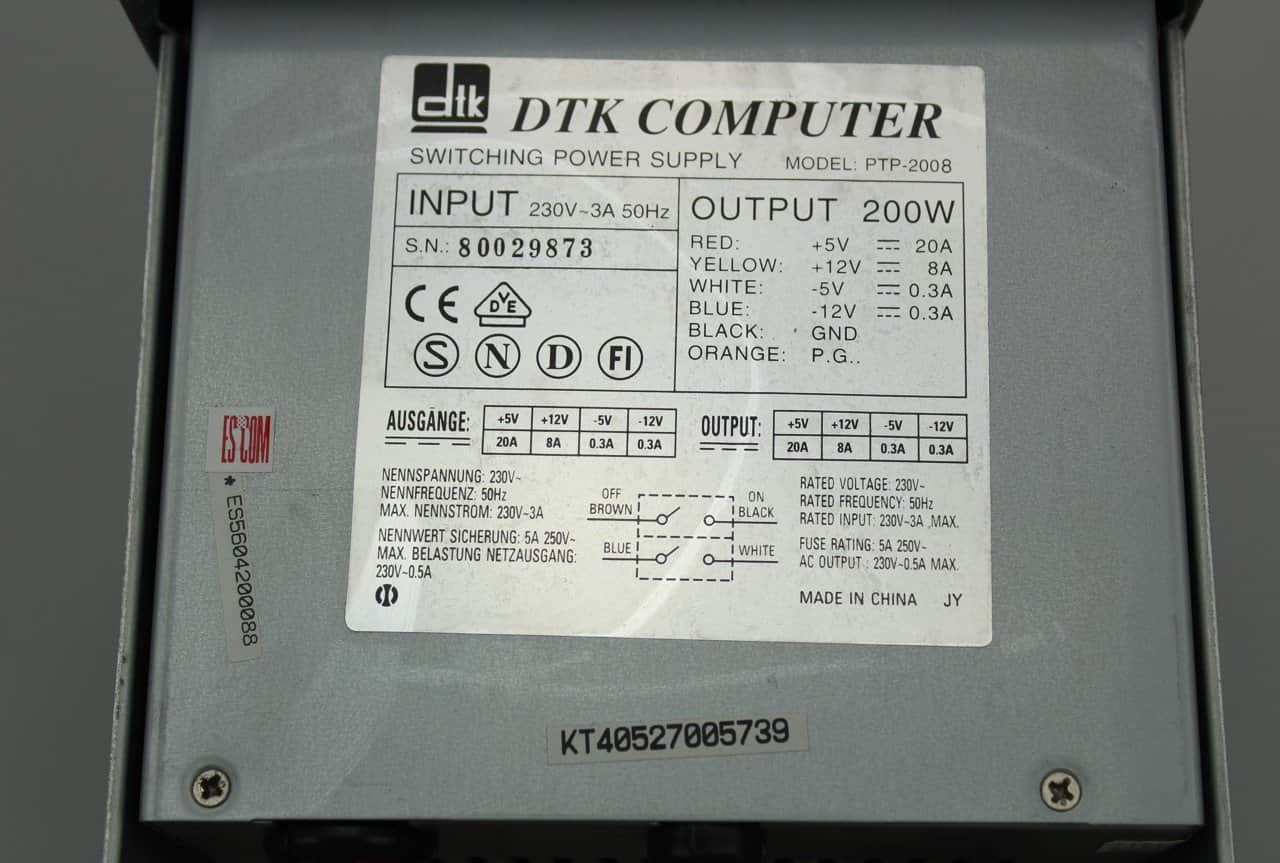 dtk DTK COMPUTER
SWITCHING POWER SUPPLY MODEL: PTP-2008
INPUT 230V~3A 50Hz
S.N.: 80029873
CE DVE
S N D FI
OUTPUT 200W
RED: +5V ⎓ 20A
YELLOW: +12V ⎓ 8A
WHITE: -5V ⎓ 0.3A
BLUE: -12V ⎓ 0.3A
BLACK: GND
ORANGE: P.G..
AUSGÄNGE: +5V +12V -5V -12V
20A 8A 0.3A 0.3A
OUTPUT: +5V +12V -5V -12V
20A 8A 0.3A 0.3A
NENNSPANNUNG: 230V~
NENNFREQUENZ: 50Hz
MAX. NENNSTROM: 230V~3A
NENNWERT SICHERUNG: 5A 250V~
MAX. BELASTUNG NETZAUSGANG:
230V~0.5A
OFF ON
BROWN BLACK
BLUE WHITE
RATED VOLTAGE: 230V~
RATED FREQUENCY: 50Hz
RATED INPUT: 230V~3A ,MAX.
FUSE RATING: 5A 250V~
AC OUTPUT : 230V~0.5A MAX.
MADE IN CHINA JY
ESCOM
* ES5604200088
KT40527005739